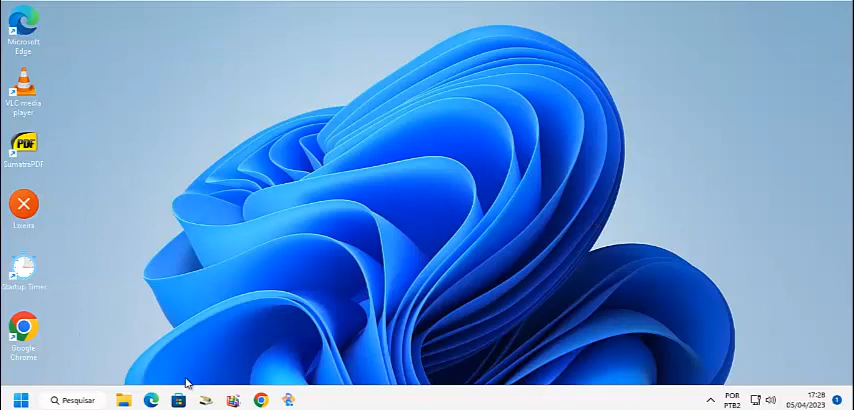 Microsoft
Edge
VLC media
player
PDF
SumatraPDF
Lixeira
Startup Timer
Google
Chrome
Pesquisar
POR
PTB2
17:28
05/04/2023
1